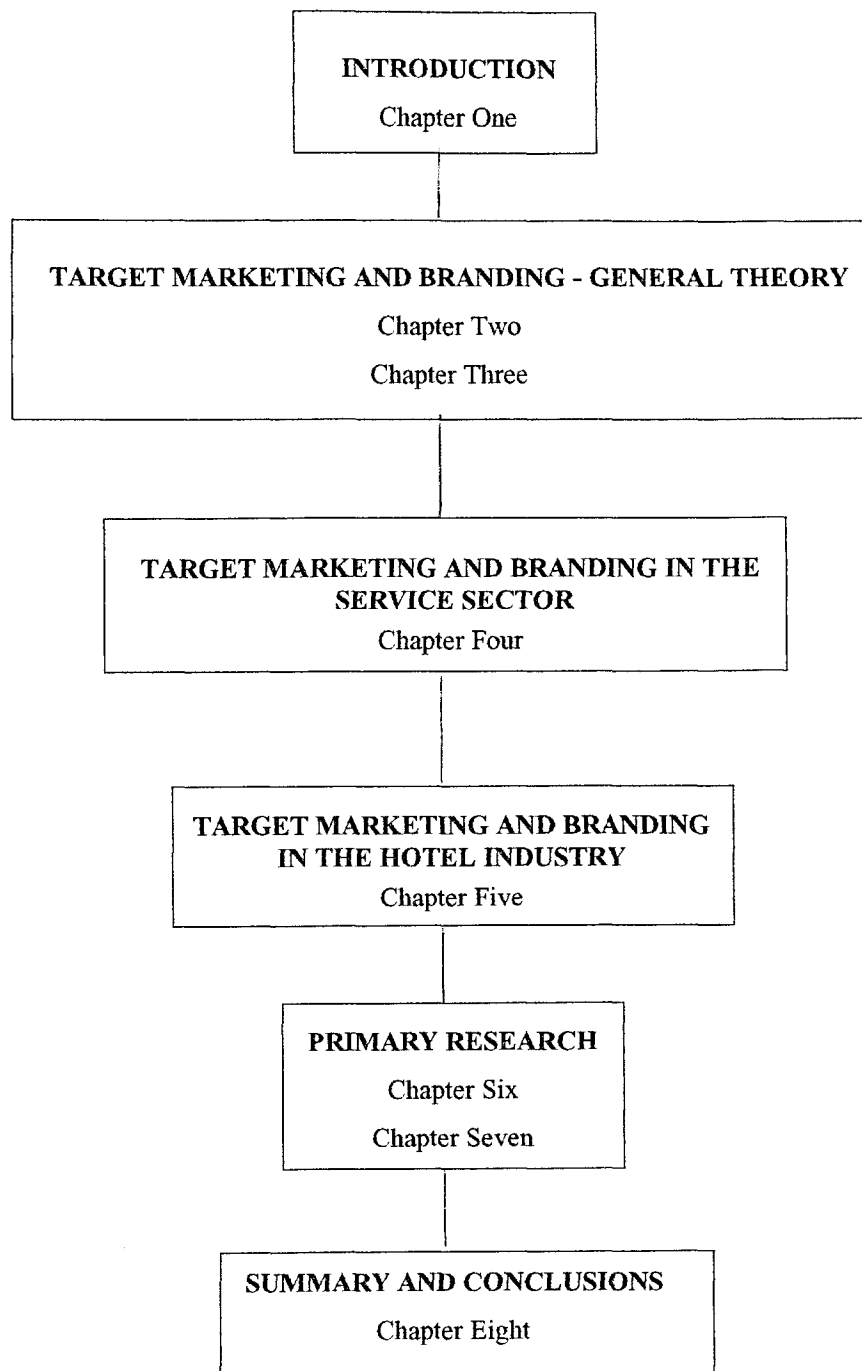 INTRODUCTION
Chapter One
TARGET MARKETING AND BRANDING - GENERAL THEORY
Chapter Two
Chapter Three
TARGET MARKETING AND BRANDING IN THE
SERVICE SECTOR
Chapter Four
TARGET MARKETING AND BRANDING
IN THE HOTEL INDUSTRY
Chapter Five
PRIMARY RESEARCH
Chapter Six
Chapter Seven
SUMMARY AND CONCLUSIONS
Chapter Eight